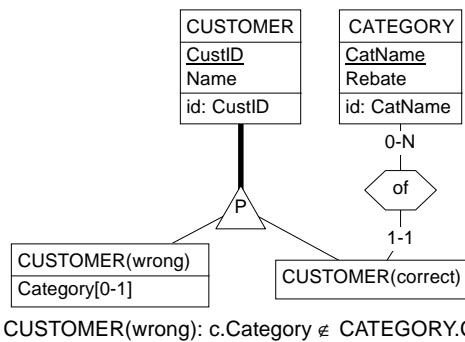 CUSTOMER
CustID
Name
id: CustID
CATEGORY
CatName
Rebate
id: CatName
0-N
of
1-1
P
CUSTOMER(wrong)
Category[0-1]
CUSTOMER(correct)
CUSTOMER(wrong): c.Category ∉ CATEGORY.